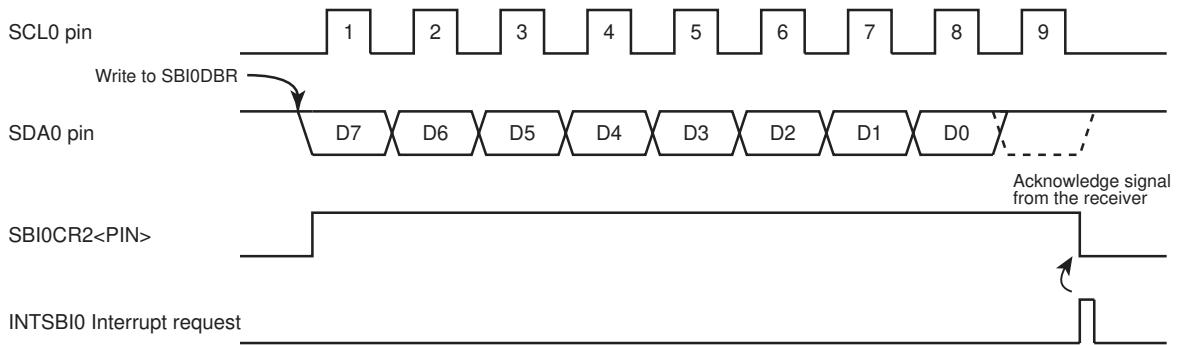 SCL0 pin
1 2 3 4 5 6 7 8 9
Write to SBI0DBR
SDA0 pin
D7 D6 D5 D4 D3 D2 D1 D0
Acknowledge signal
from the receiver
SBI0CR2<PIN>
INTSBI0 Interrupt request